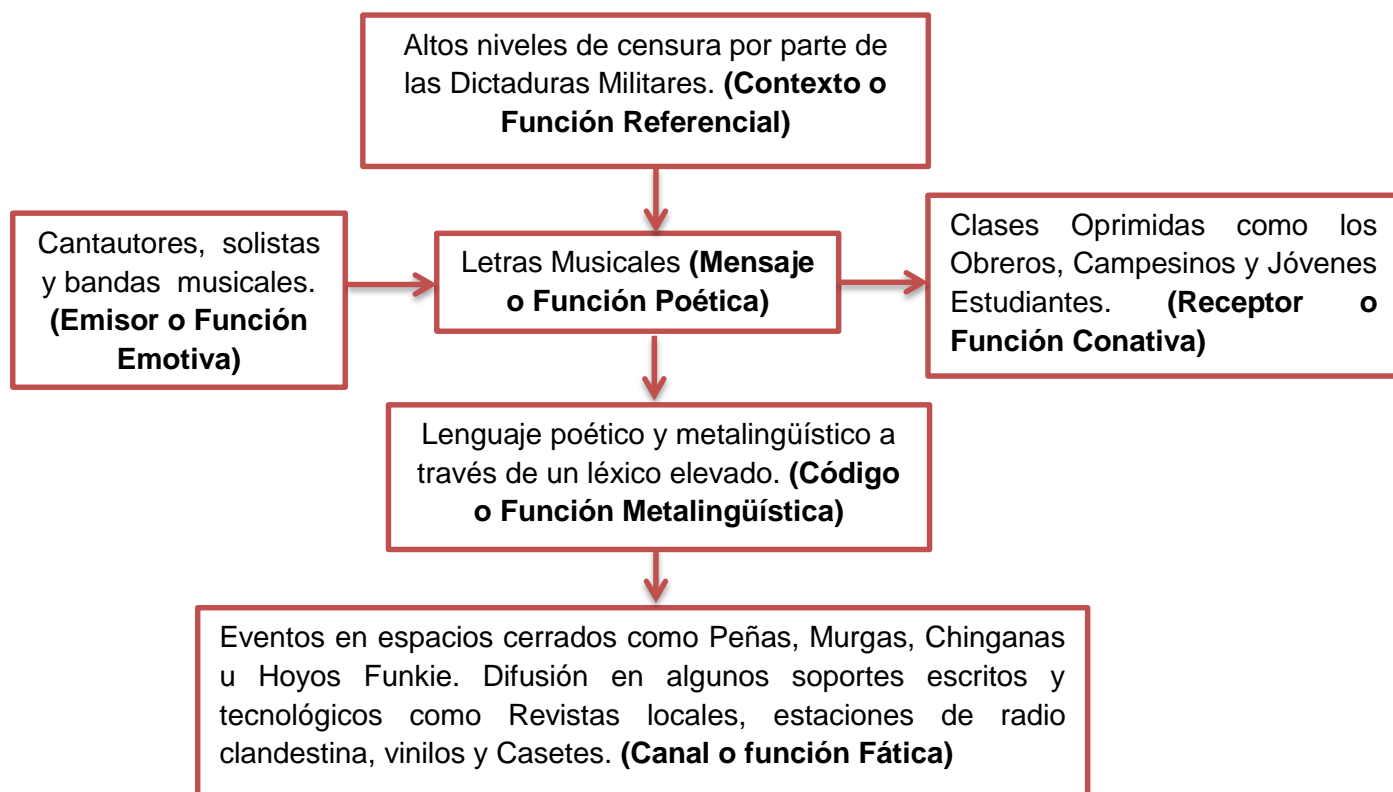 Altos niveles de censura por parte de
las Dictaduras Militares. (Contexto o
Función Referencial)
Cantautores, solistas
y bandas musicales.
(Emisor o Función
Emotiva)
Letras Musicales (Mensaje
o Función Poética)
Clases Oprimidas como los
Obreros, Campesinos y Jóvenes
Estudiantes. (Receptor o
Función Conativa)
Lenguaje poético y metalingüístico a
través de un léxico elevado. (Código
o Función Metalingüística)
Eventos en espacios cerrados como Peñas, Murgas, Chinganas
u Hoyos Funkie. Difusión en algunos soportes escritos y
tecnológicos como Revistas locales, estaciones de radio
clandestina, vinilos y Casetes. (Canal o función Fática)